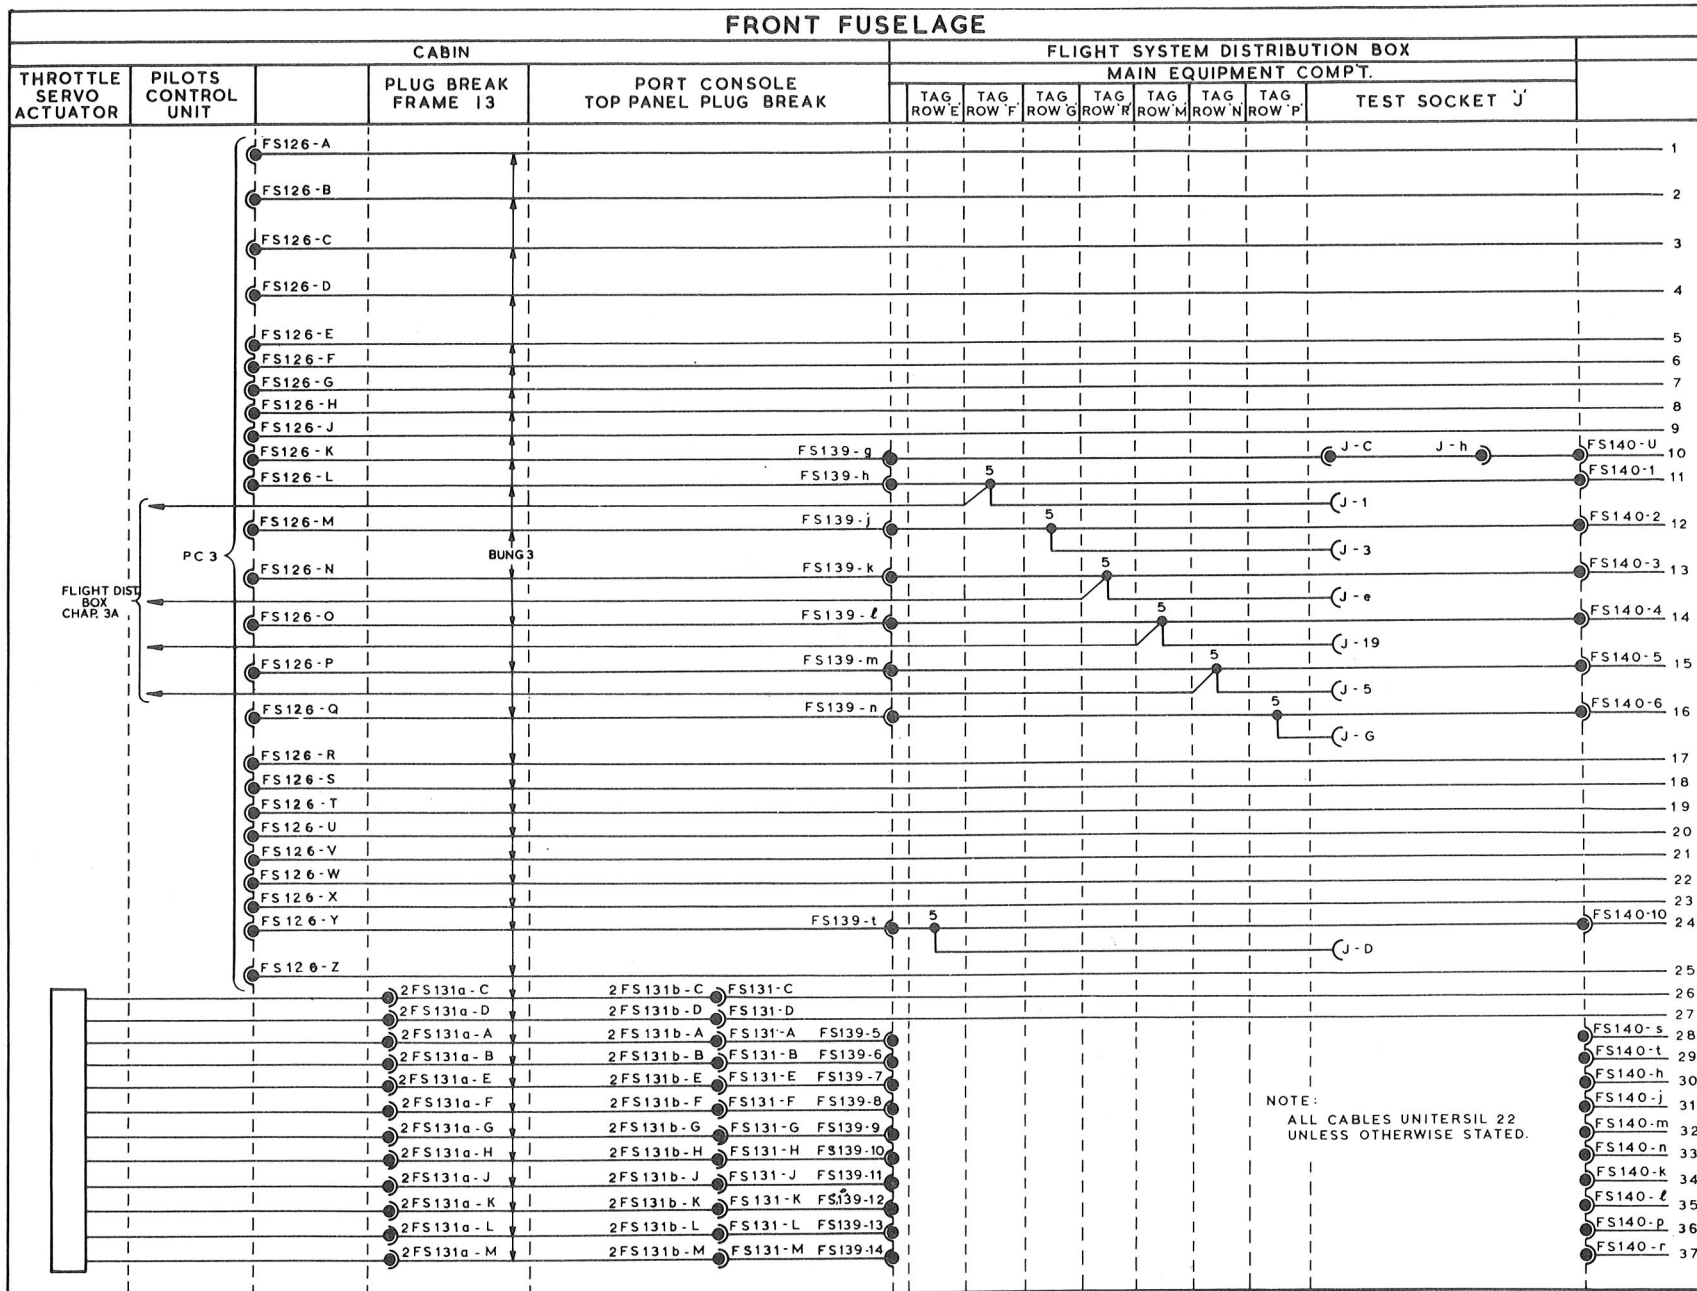 FRONT FUSELAGE
CABIN
FLIGHT SYSTEM DISTRIBUTION BOX
MAIN EQUIPMENT COMP'T.
THROTTLE
SERVO
ACTUATOR
PILOTS
CONTROL
UNIT
PLUG BREAK
FRAME 13
PORT CONSOLE
TOP PANEL PLUG BREAK
TAG
ROW 'E'
TAG
ROW 'F'
TAG
ROW 'G'
TAG
ROW 'R'
TAG
ROW 'M'
TAG
ROW 'N'
TAG
ROW 'P'
TEST SOCKET 'J'
FS126-A 1
FS126-B 2
FS126-C 3
FS126-D 4
FS126-E 5
FS126-F 6
FS126-G 7
FS126-H 8
FS126-J 9
FS126-K FS139-g J-C J-h FS140-U 10
FS126-L FS139-h 5 FS140-1 11
J-1
FS126-M FS139-j 5 FS140-2 12
PC 3
BUNG 3
J-3
FS126-N FS139-k 5 FS140-3 13
FLIGHT DIST
BOX
CHAP. 3A
J-e
FS126-O FS139-l 5 FS140-4 14
J-19
FS126-P FS139-m 5 FS140-5 15
J-5
FS126-Q FS139-n 5 FS140-6 16
J-G
FS126-R 17
FS126-S 18
FS126-T 19
FS126-U 20
FS126-V 21
FS126-W 22
FS126-X 23
FS126-Y FS139-t 5 FS140-10 24
J-D
FS126-Z 25
2FS131a-C 2FS131b-C FS131-C 26
2FS131a-D 2FS131b-D FS131-D 27
2FS131a-A 2FS131b-A FS131-A FS139-5 FS140-s 28
2FS131a-B 2FS131b-B FS131-B FS139-6 FS140-t 29
2FS131a-E 2FS131b-E FS131-E FS139-7 FS140-h 30
2FS131a-F 2FS131b-F FS131-F FS139-8 FS140-j 31
2FS131a-G 2FS131b-G FS131-G FS139-9 FS140-m 32
2FS131a-H 2FS131b-H FS131-H FS139-10 FS140-n 33
2FS131a-J 2FS131b-J FS131-J FS139-11 FS140-k 34
2FS131a-K 2FS131b-K FS131-K FS139-12 FS140-l 35
2FS131a-L 2FS131b-L FS131-L FS139-13 FS140-p 36
2FS131a-M 2FS131b-M FS131-M FS139-14 FS140-r 37
NOTE:
ALL CABLES UNITERSIL 22
UNLESS OTHERWISE STATED.